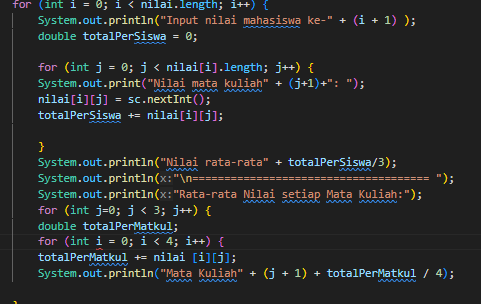 for (int i = 0; i < nilai.length; i++) {
System.out.println("Input nilai mahasiswa ke-" + (i + 1) );
double totalPerSiswa = 0;
for (int j = 0; j < nilai[i].length; j++) {
System.out.print("Nilai mata kuliah" + (j+1)+": ");
nilai[i][j] = sc.nextInt();
totalPerSiswa += nilai[i][j];
}
System.out.println("Nilai rata-rata" + totalPerSiswa/3);
System.out.println(x:"\n=================================== ");
System.out.println(x:"Rata-rata Nilai setiap Mata Kuliah:");
for (int j=0; j < 3; j++) {
double totalPerMatkul;
for (int i = 0; i < 4; i++) {
totalPerMatkul += nilai [i][j];
System.out.println("Mata Kuliah" + (j + 1) + totalPerMatkul / 4);